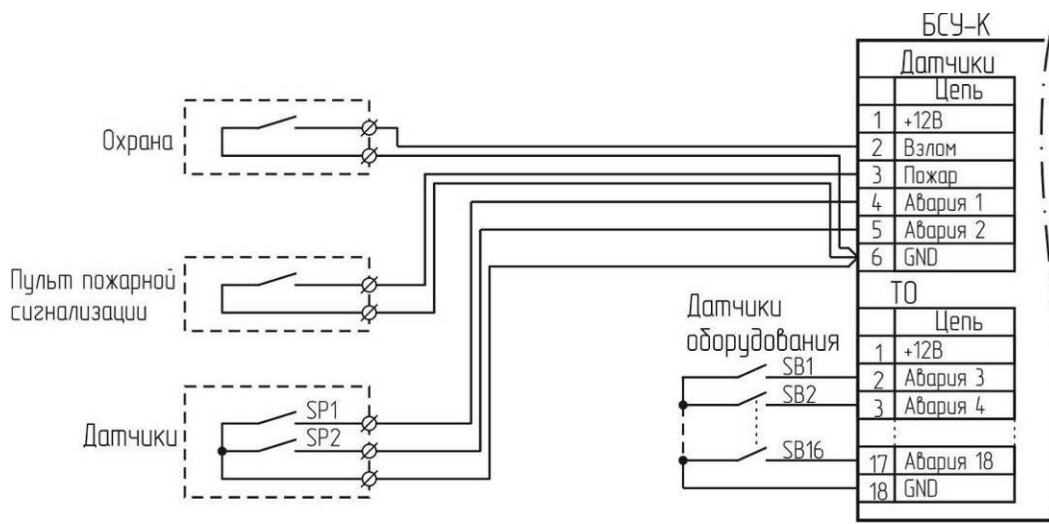 БСУ-К
Датчики
Цепь
1 +12В
2 Взлом
3 Пожар
4 Авария 1
5 Авария 2
6 GND
Охрана
Пульт пожарной
сигнализации
Датчики
SP1
SP2
Датчики
оборудования
SB1
SB2
SB16
ТО
Цепь
1 +12В
2 Авария 3
3 Авария 4
17 Авария 18
18 GND